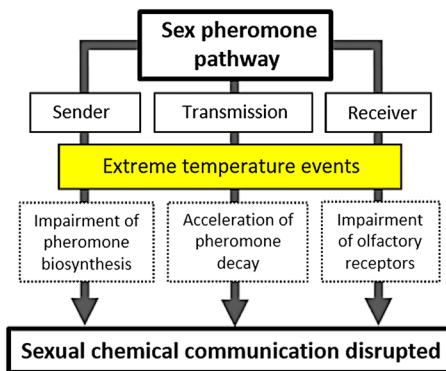 Sex pheromone
pathway
Sender
Transmission
Receiver
Extreme temperature events
Impairment of
pheromone
biosynthesis
Acceleration of
pheromone
decay
Impairment
of olfactory
receptors
Sexual chemical communication disrupted